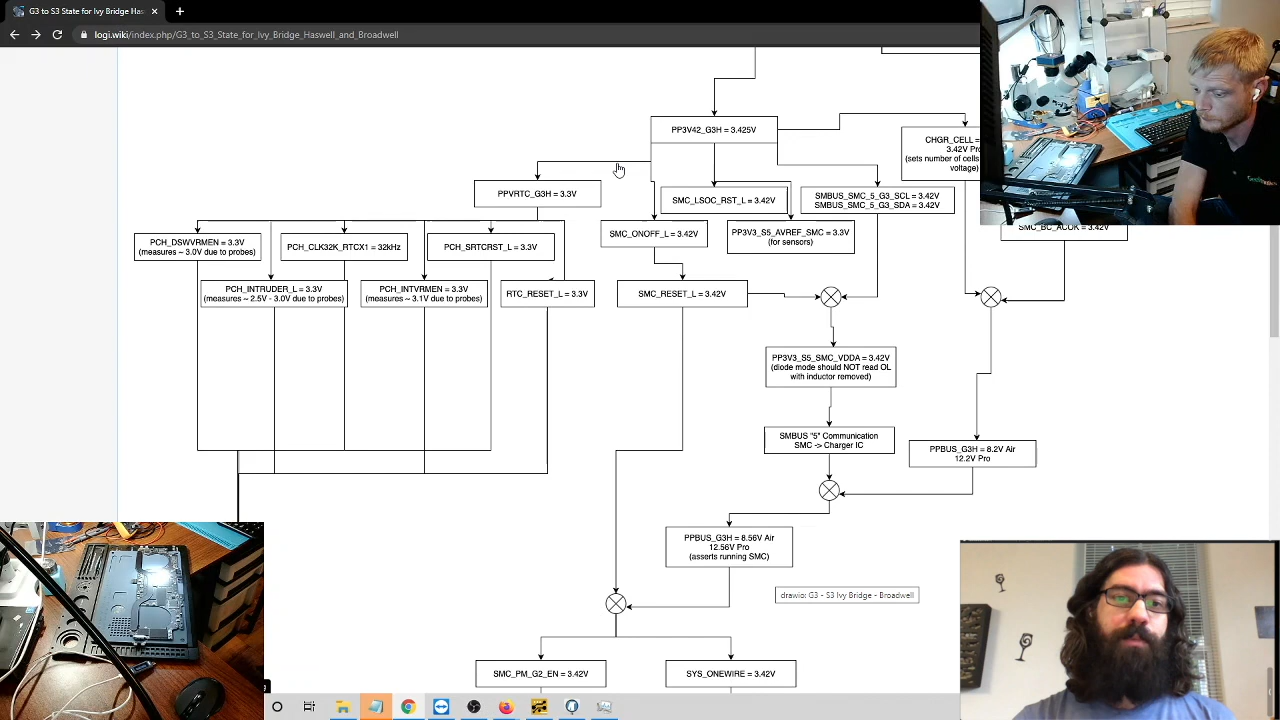 G3 to S3 State for Ivy Bridge Has
logi.wiki/index.php/G3_to_S3_State_for_Ivy_Bridge_Haswell_and_Broadwell
PP3V42_G3H = 3.425V
CHGR_CELL =
3.42V Pro
(sets number of cells
voltage)
PPVRTC_G3H = 3.3V
SMC_LSOC_RST_L = 3.42V
SMBUS_SMC_5_G3_SCL = 3.42V
SMBUS_SMC_5_G3_SDA = 3.42V
SMC_ONOFF_L = 3.42V
PP3V3_S5_AVREF_SMC = 3.3V
(for sensors)
SMC_BC_ACOK = 3.42V
PCH_DSWVRMEN = 3.3V
(measures ~ 3.0V due to probes)
PCH_CLK32K_RTCX1 = 32kHz
PCH_SRTCRST_L = 3.3V
PCH_INTRUDER_L = 3.3V
(measures ~ 2.5V - 3.0V due to probes)
PCH_INTVRMEN = 3.3V
(measures ~ 3.1V due to probes)
RTC_RESET_L = 3.3V
SMC_RESET_L = 3.42V
PP3V3_S5_SMC_VDDA = 3.42V
(diode mode should NOT read OL
with inductor removed)
SMBUS "5" Communication
SMC -> Charger IC
PPBUS_G3H = 8.2V Air
12.2V Pro
PPBUS_G3H = 8.56V Air
12.56V Pro
(asserts running SMC)
drawio: G3 - S3 Ivy Bridge - Broadwell
SMC_PM_G2_EN = 3.42V
SYS_ONEWIRE = 3.42V